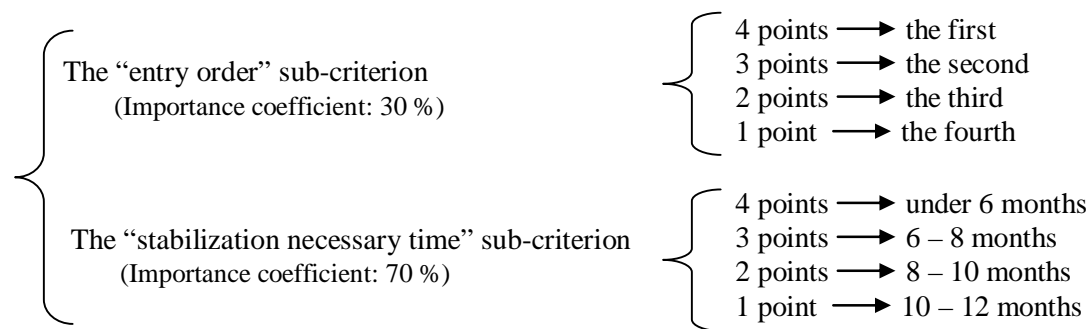 The “entry order” sub-criterion
(Importance coefficient: 30 %)
4 points → the first
3 points → the second
2 points → the third
1 point → the fourth
The “stabilization necessary time” sub-criterion
(Importance coefficient: 70 %)
4 points → under 6 months
3 points → 6 – 8 months
2 points → 8 – 10 months
1 point → 10 – 12 months